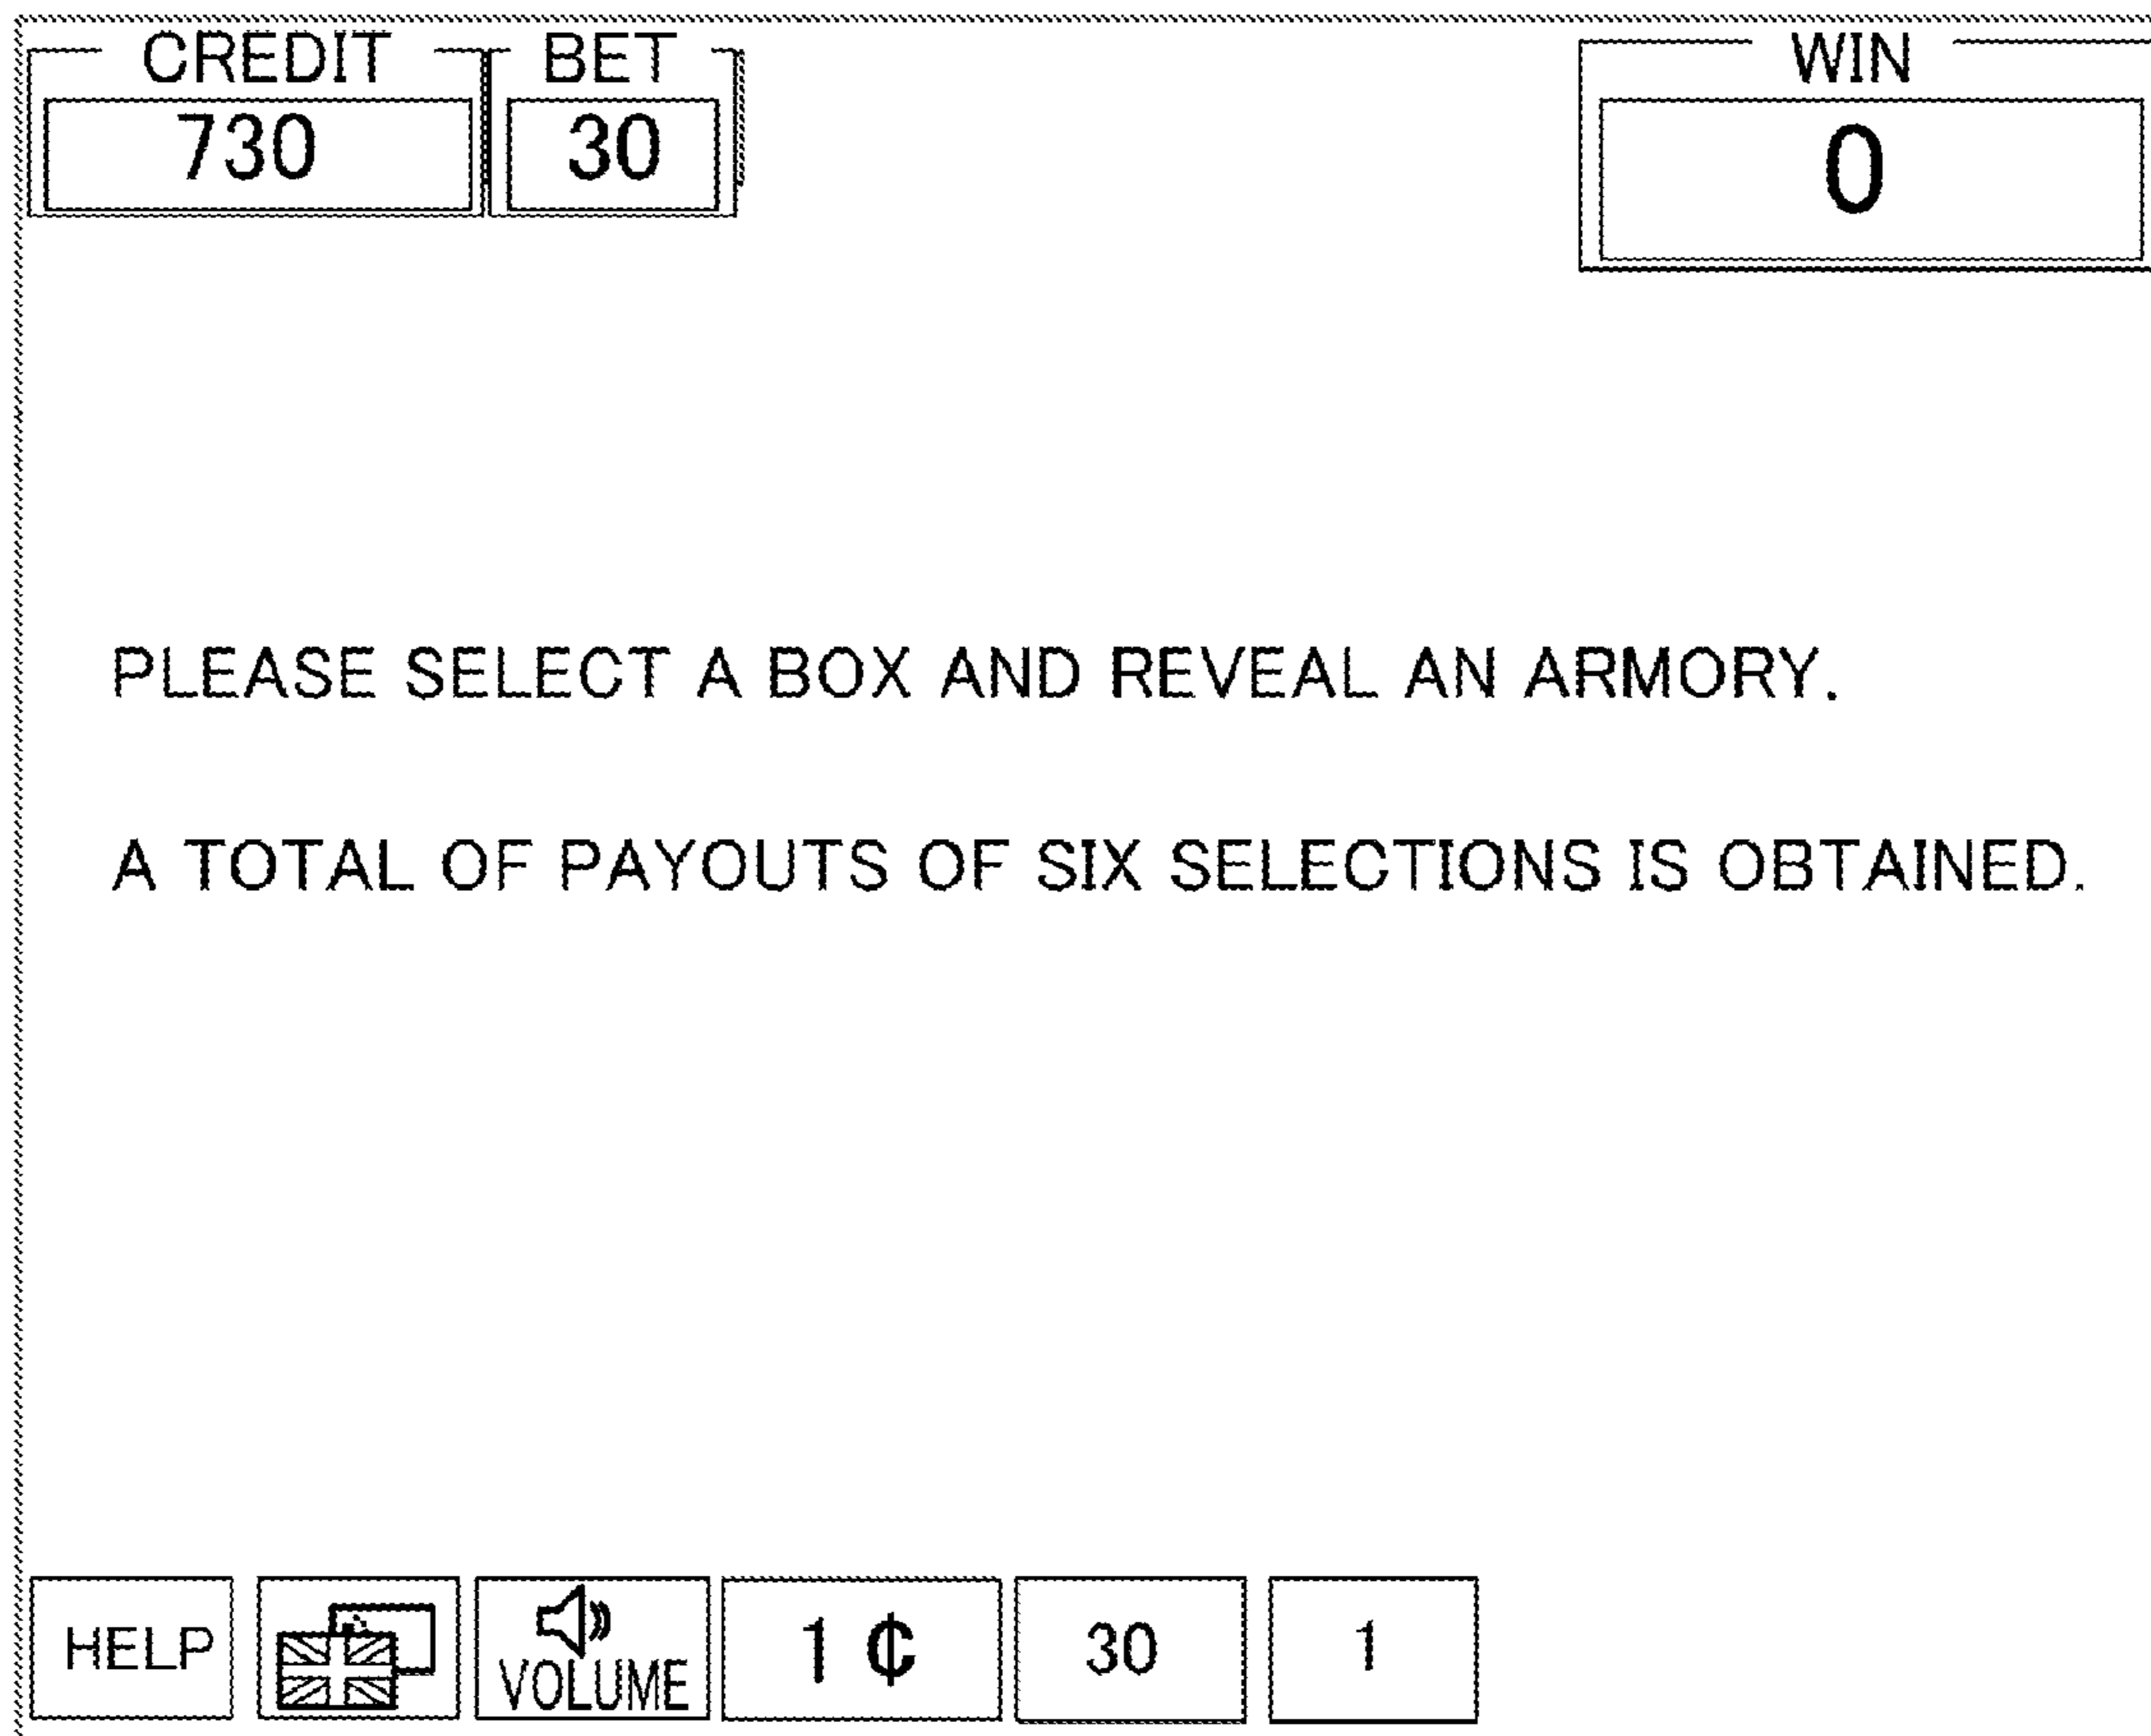 CREDIT BET WIN
730 30 0
PLEASE SELECT A BOX AND REVEAL AN ARMORY.
A TOTAL OF PAYOUTS OF SIX SELECTIONS IS OBTAINED.
HELP VOLUME 1 ¢ 30 1